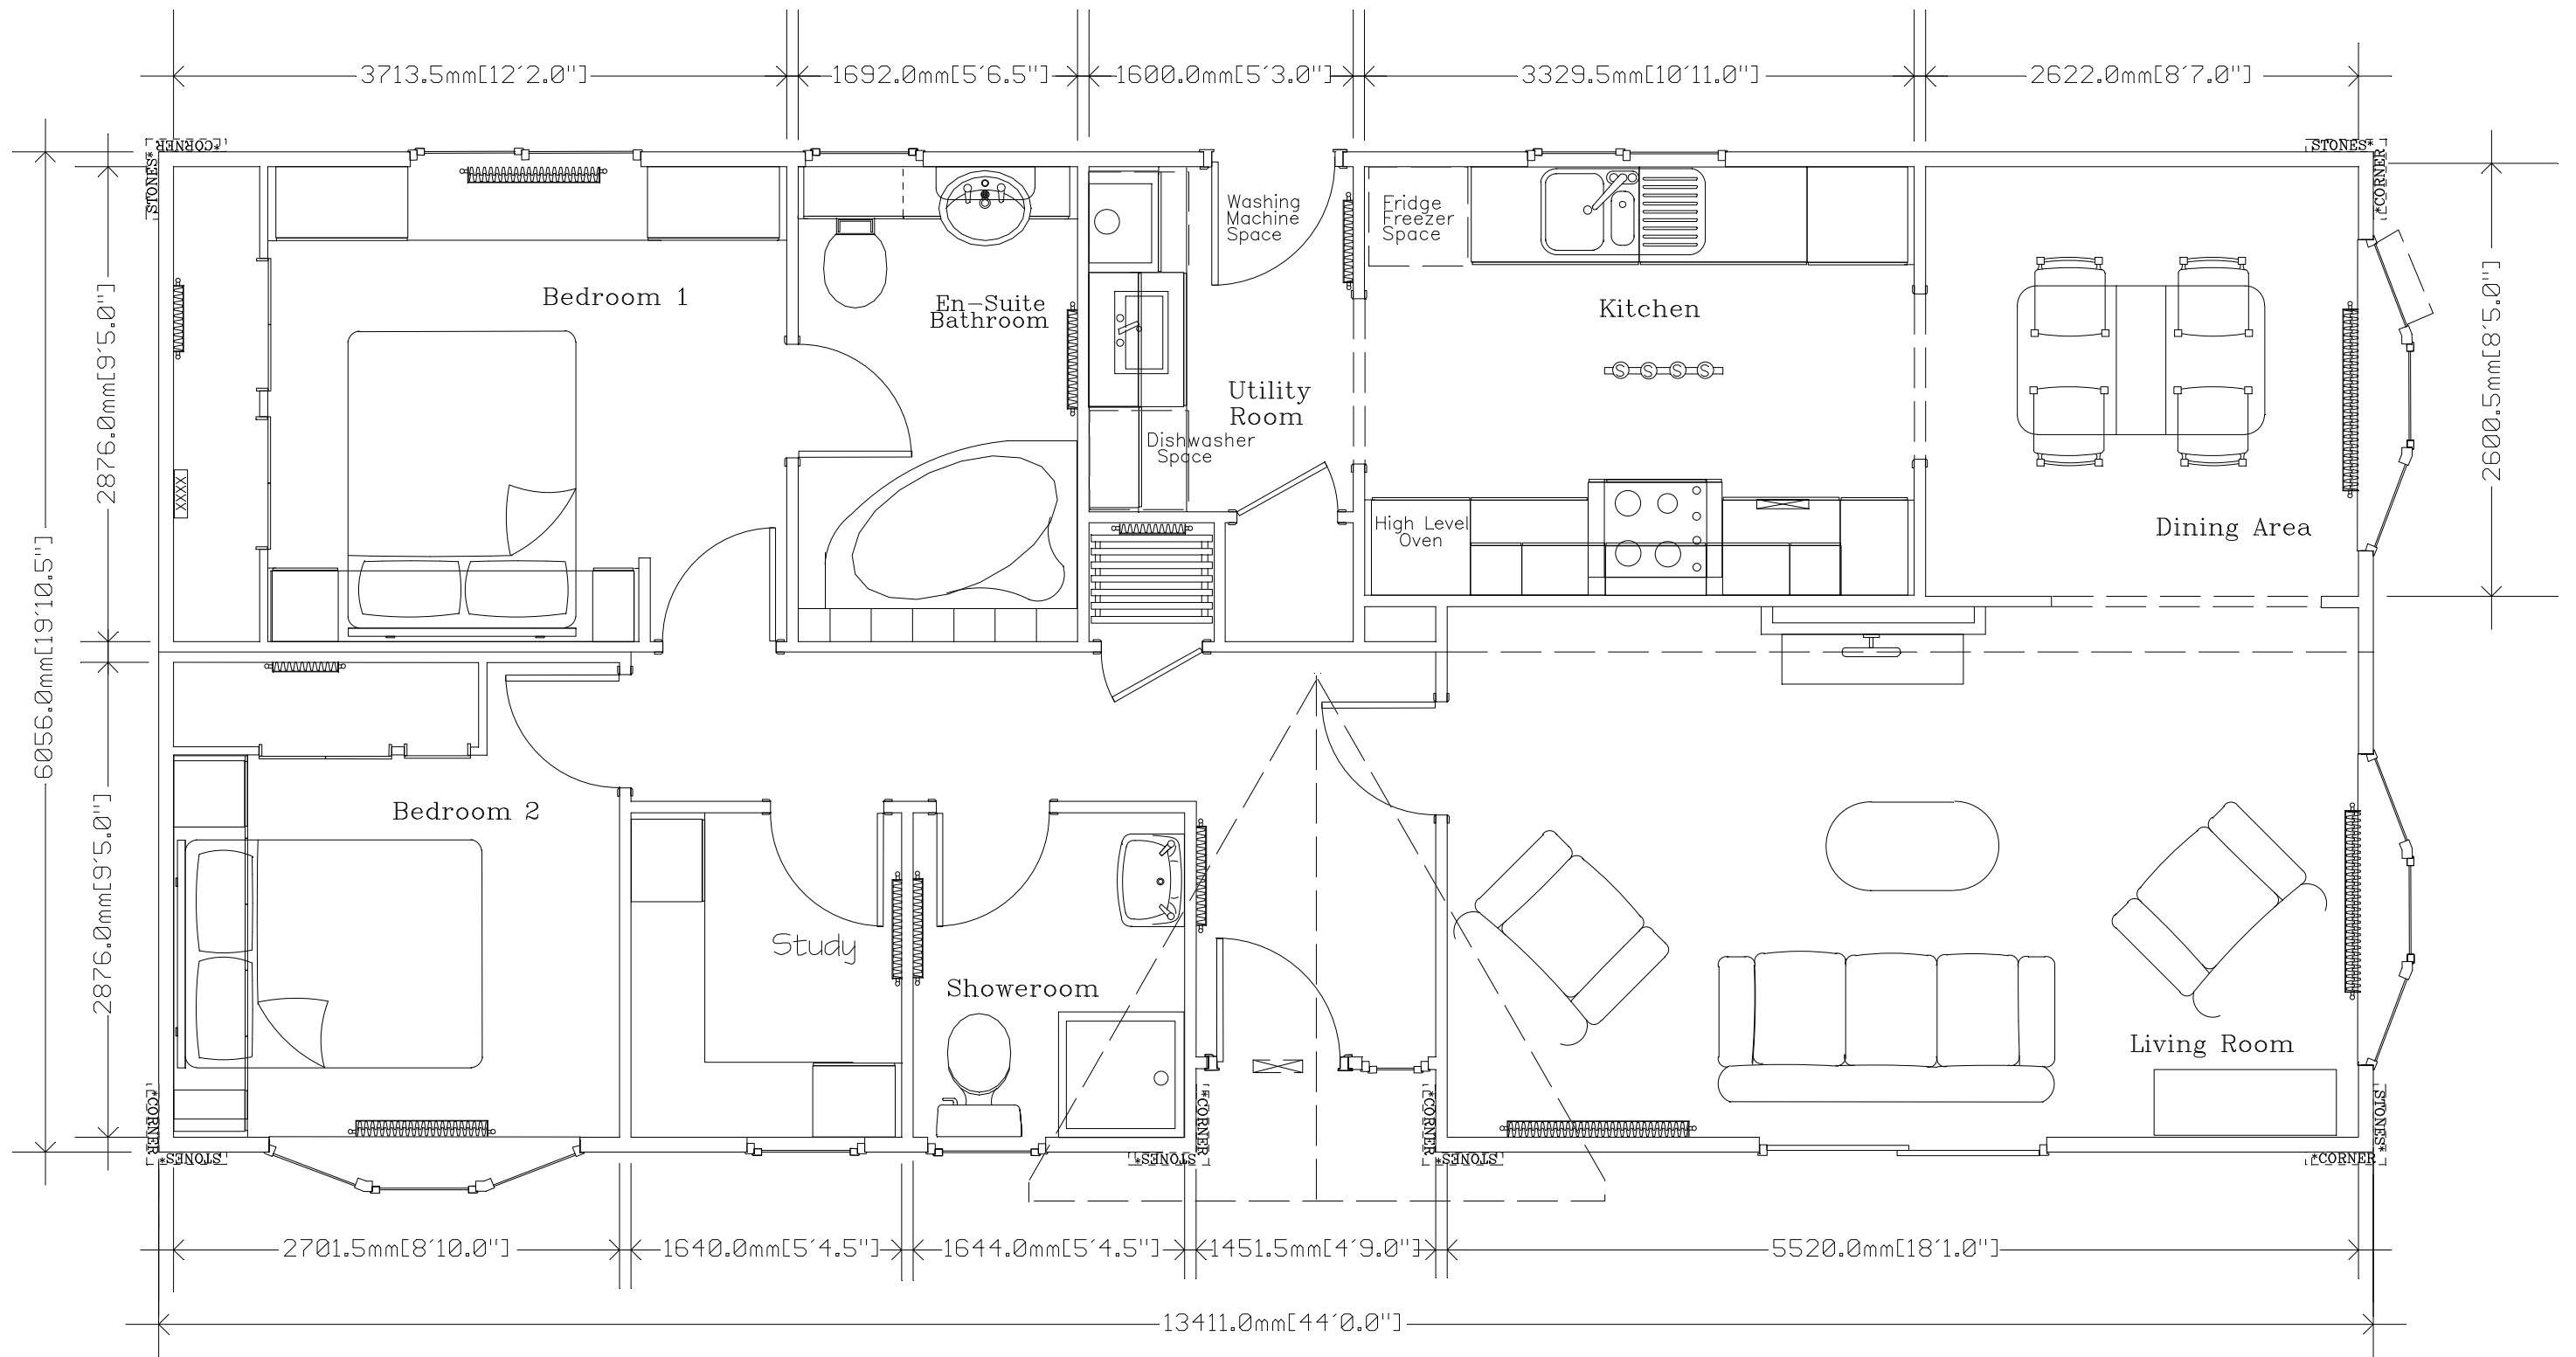 3713.5mm[12'2.0"]
1692.0mm[5'6.5"]
1600.0mm[5'3.0"]
3329.5mm[10'11.0"]
2622.0mm[8'7.0"]
*CORNER
STONES*
STONES*
*CORNER
Washing
Machine
Space
Fridge
Freezer
Space
Bedroom 1
En-Suite
Bathroom
Kitchen
Utility
Room
Dishwasher
Space
S S S S
High Level
Oven
Dining Area
XXXX
2876.0mm[9'5.0"]
2600.5mm[8'5.0"]
6056.0mm[19'10.5"]
2876.0mm[9'5.0"]
Bedroom 2
Study
Showeroom
Living Room
*CORNER
STONES*
*CORNER
STONES*
*CORNER
STONES*
STONES*
*CORNER
2701.5mm[8'10.0"]
1640.0mm[5'4.5"]
1644.0mm[5'4.5"]
1451.5mm[4'9.0"]
5520.0mm[18'1.0"]
13411.0mm[44'0.0"]